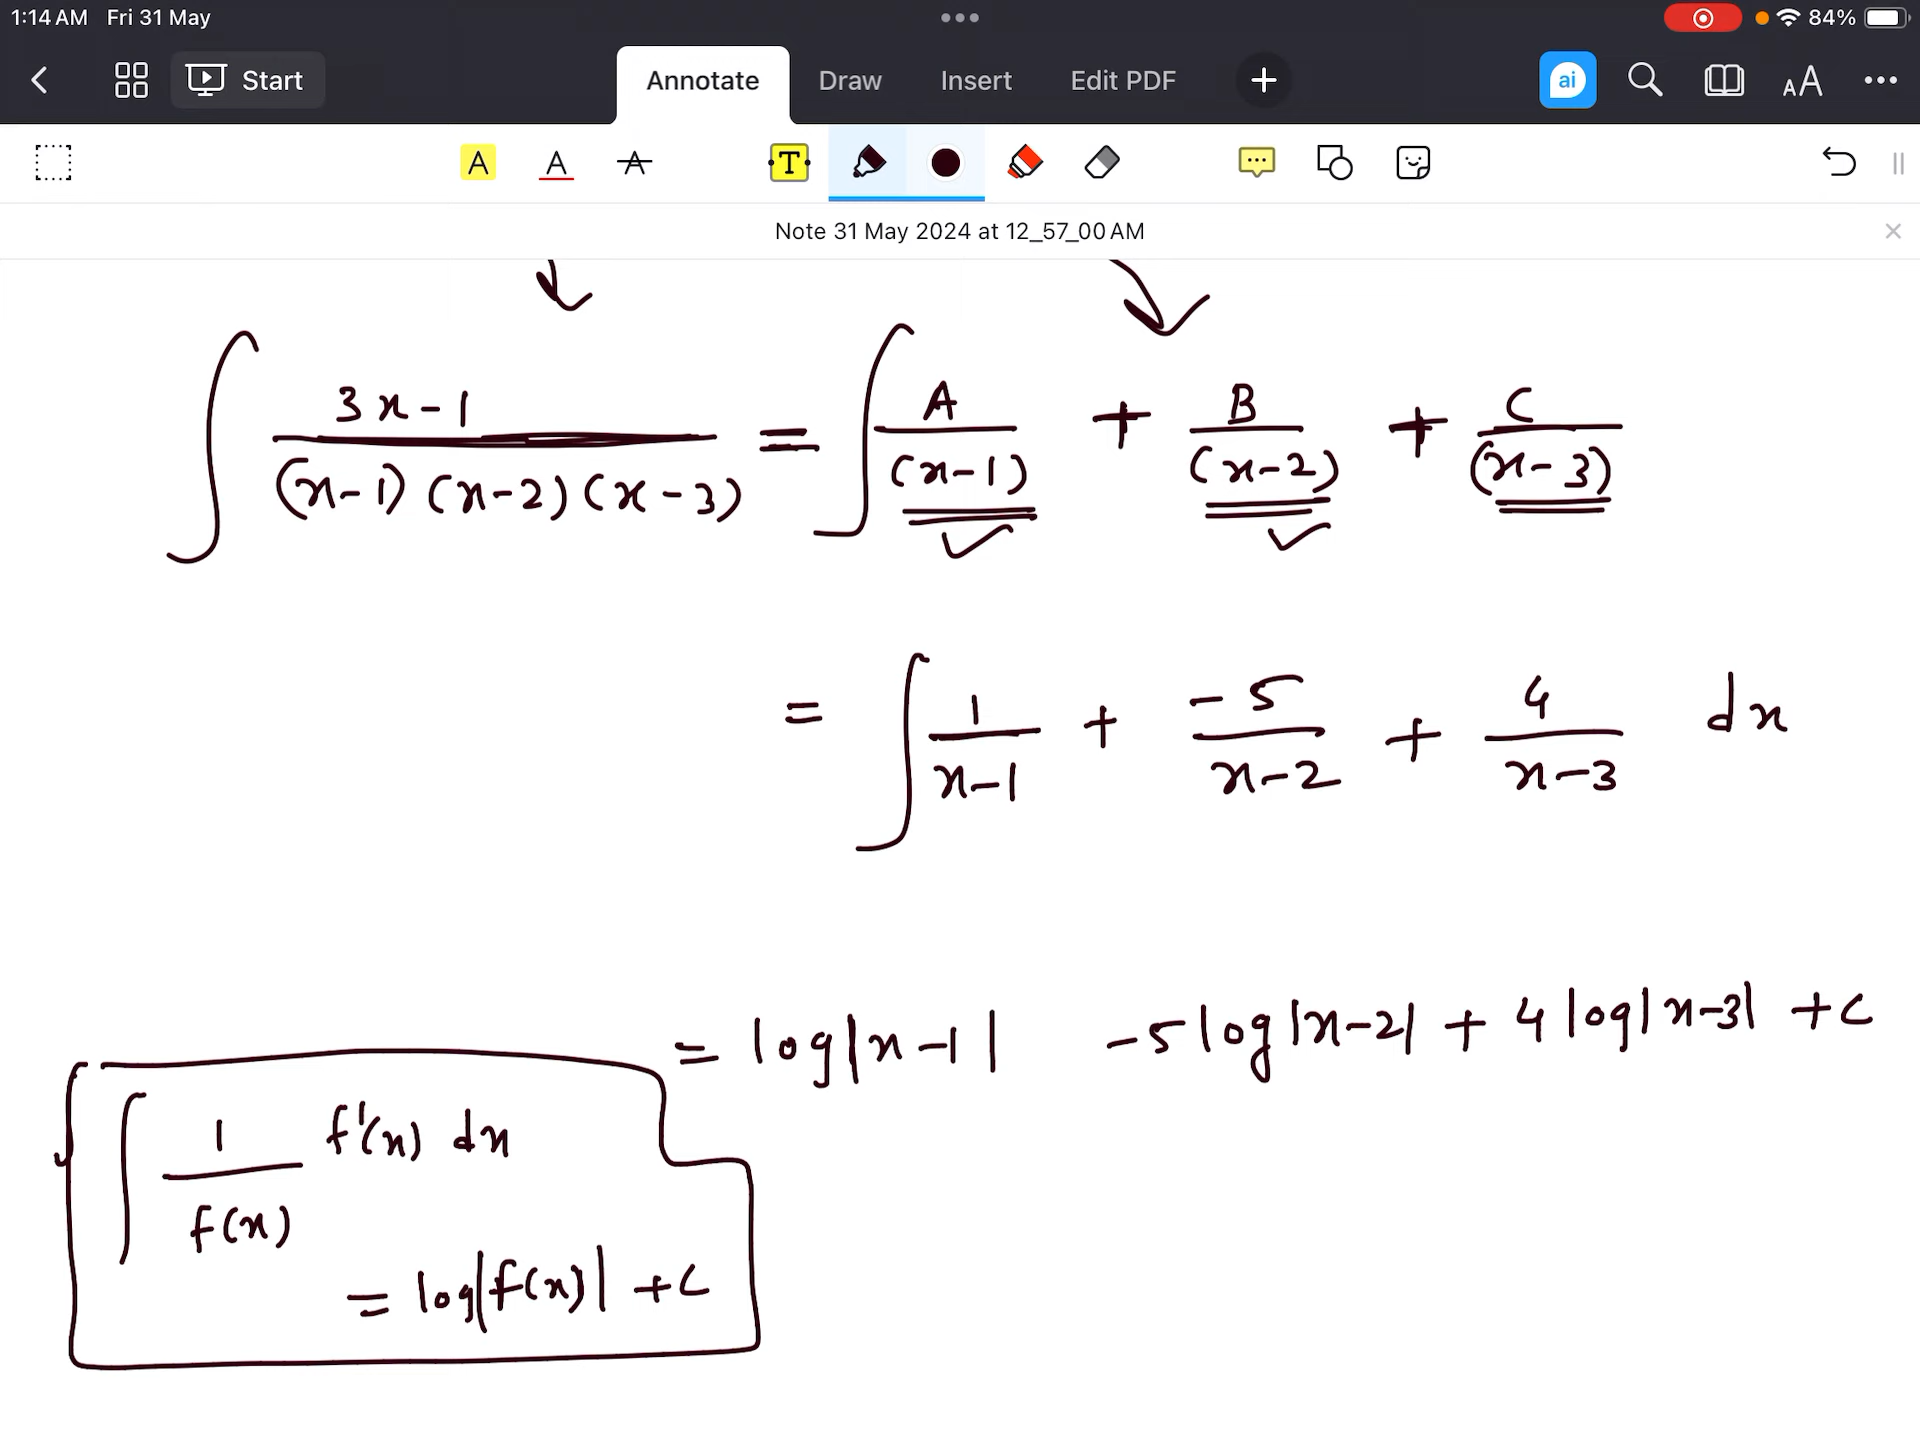 1:14 AM Fri 31 May 84%
Start Annotate Draw Insert Edit PDF + ai AA
A A A T
Note 31 May 2024 at 12_57_00 AM
∫ 3x-1 / (x-1)(x-2)(x-3) = ∫ A / (x-1) + B / (x-2) + C / (x-3)
= ∫ 1 / x-1 + -5 / x-2 + 4 / x-3 dx
= log|x-1| -5 log|x-2| + 4 log|x-3| + c
∫ 1 / f(x) f'(x) dx
= log|f(x)| + c